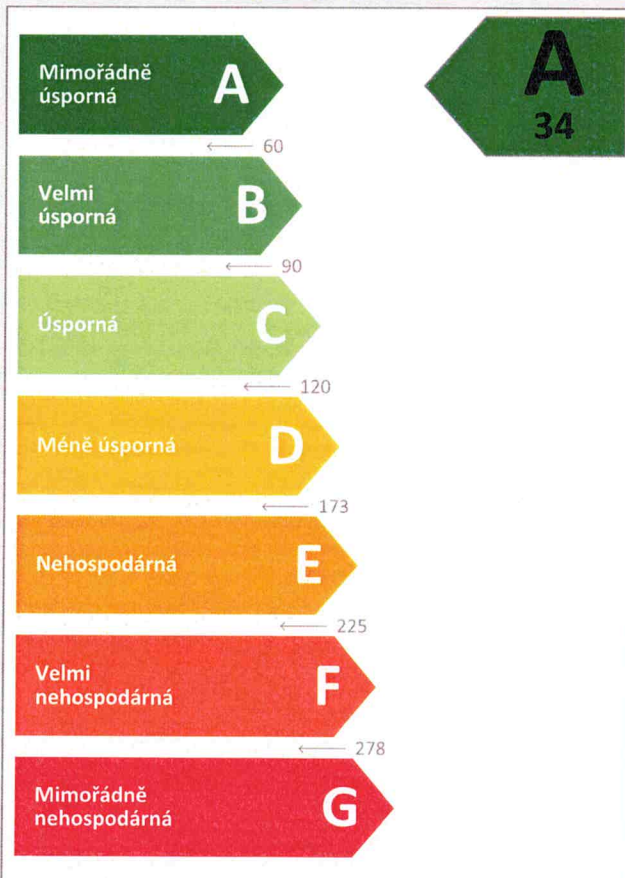 Mimořádně
úsporná
A
A
34
← 60
Velmi
úsporná
B
← 90
Úsporná
C
← 120
Méně úsporná
D
← 173
Nehospodárná
E
← 225
Velmi
nehospodárná
F
← 278
Mimořádně
nehospodárná
G